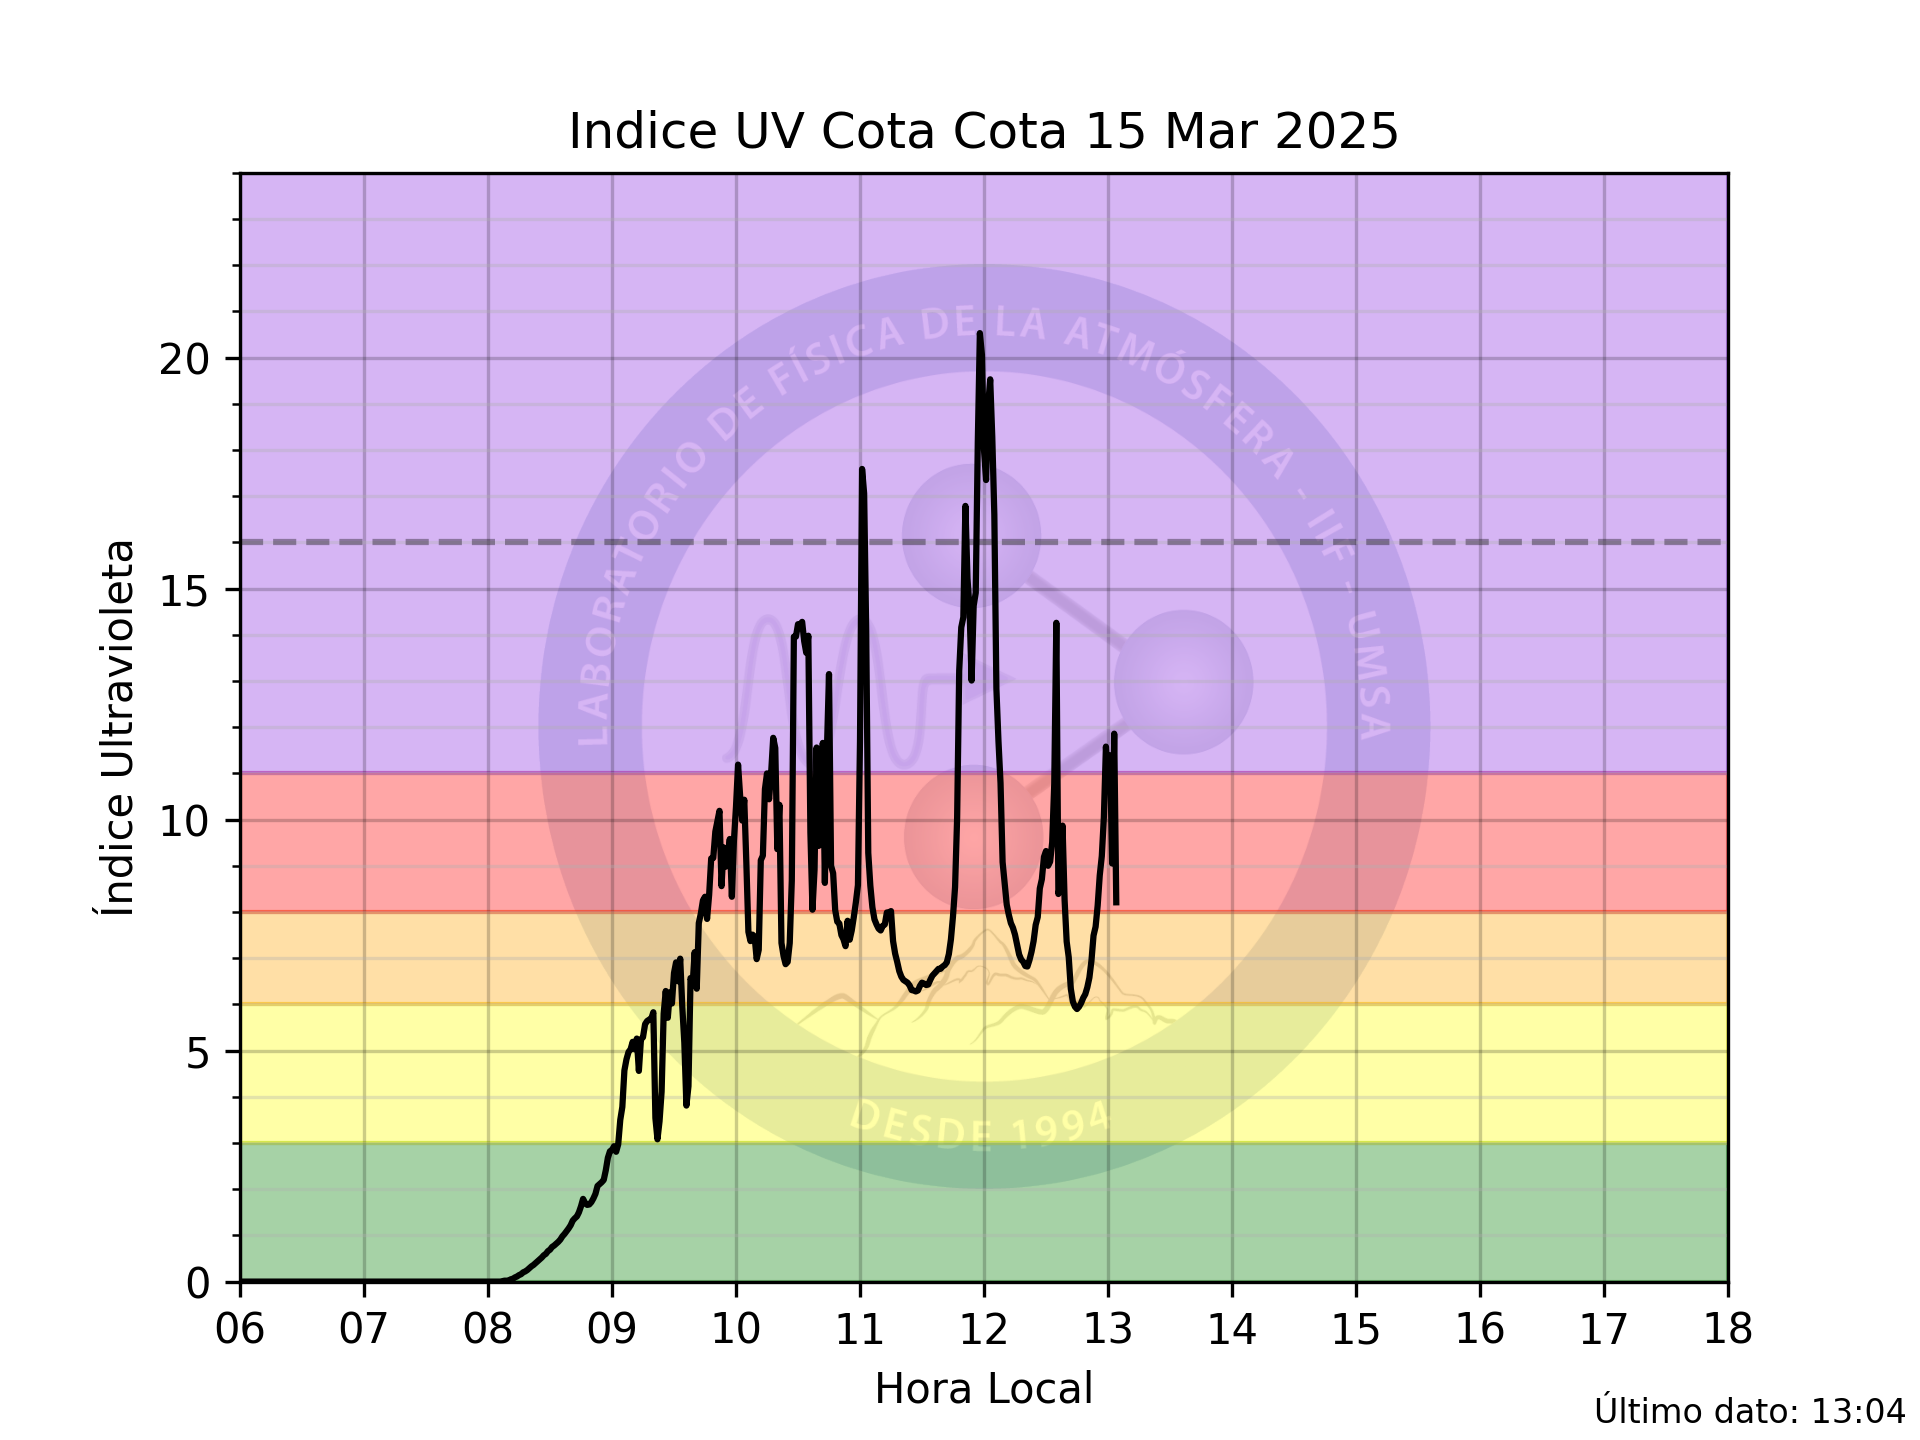 Indice UV Cota Cota 15 Mar 2025
LABORATORIO DE FÍSICA DE LA ATMÓSFERA - IIF - UMSA
DESDE 1994
Índice Ultravioleta
20
15
10
5
0
06 07 08 09 10 11 12 13 14 15 16 17 18
Hora Local
Último dato: 13:04